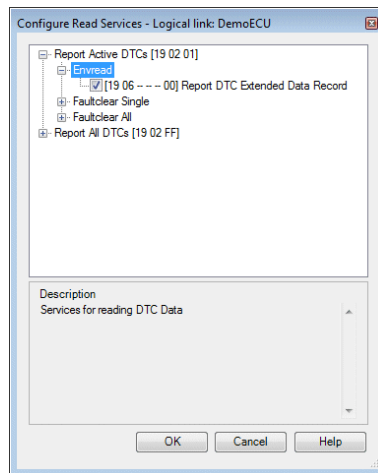 Configure Read Services - Logical link: DemoECU
Report Active DTCs [19 02 01]
Envread
[19 06 -- -- -- 00] Report DTC Extended Data Record
Faultclear Single
Faultclear All
Report All DTCs [19 02 FF]
Description
Services for reading DTC Data
OK Cancel Help